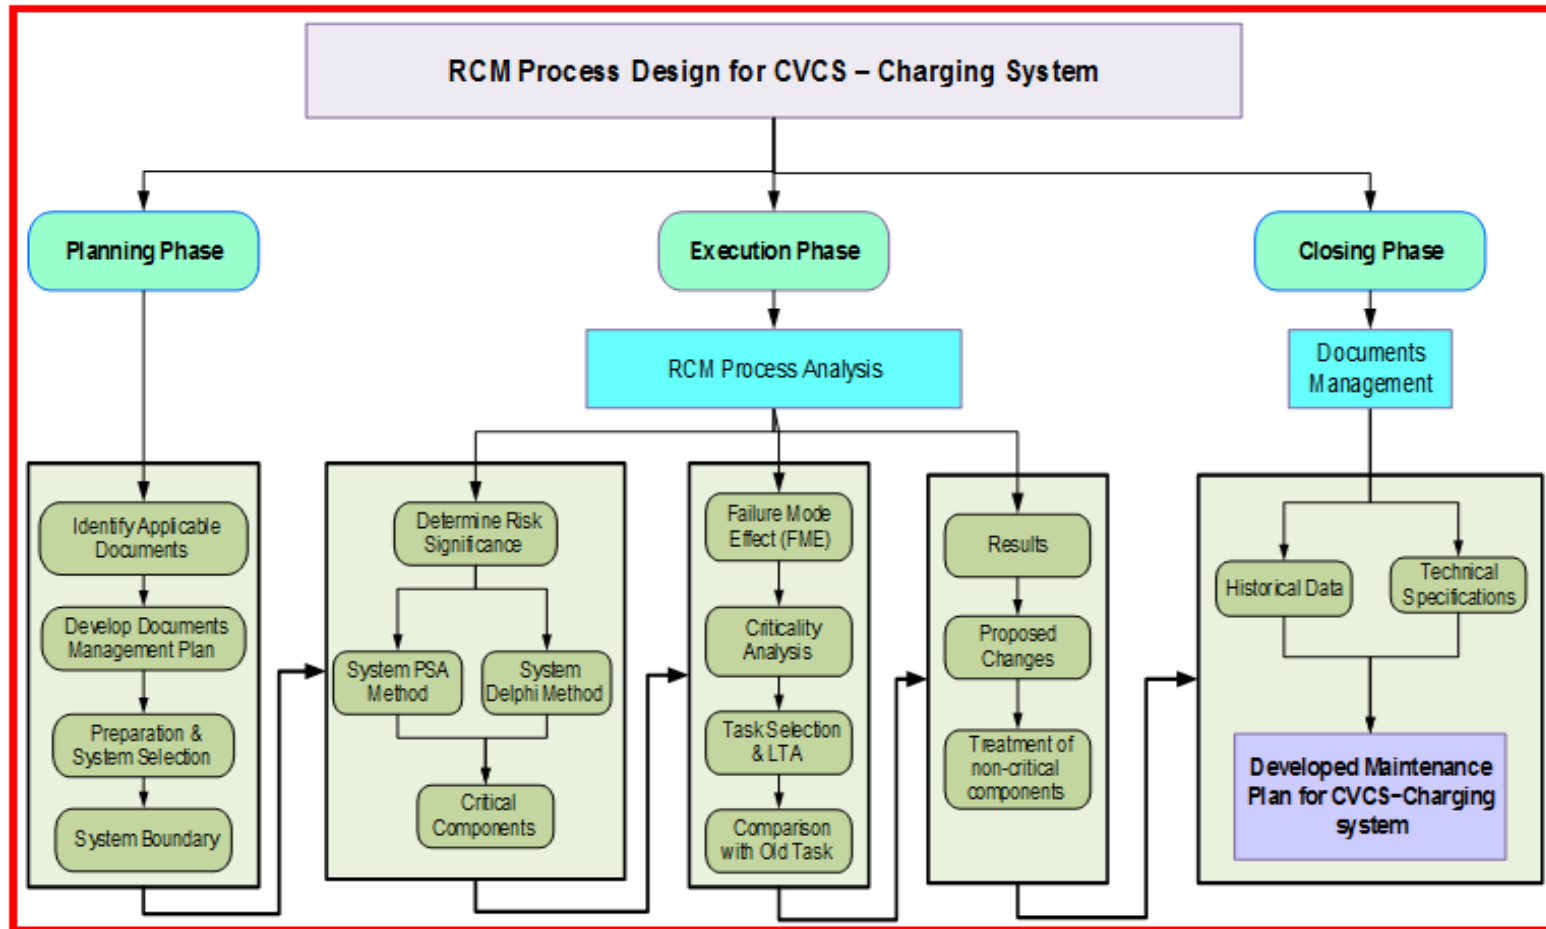 RCM Process Design for CVCS – Charging System
Planning Phase
Execution Phase
Closing Phase
RCM Process Analysis
Documents
Management
Identify Applicable
Documents
Develop Documents
Management Plan
Preparation &
System Selection
System Boundary
Determine Risk
Significance
System PSA
Method
System
Delphi Method
Critical
Components
Failure Mode
Effect (FME)
Criticality
Analysis
Task Selection
& LTA
Comparison
with Old Task
Results
Proposed
Changes
Treatment of
non-critical
components
Historical Data
Technical
Specifications
Developed Maintenance
Plan for CVCS–Charging
system